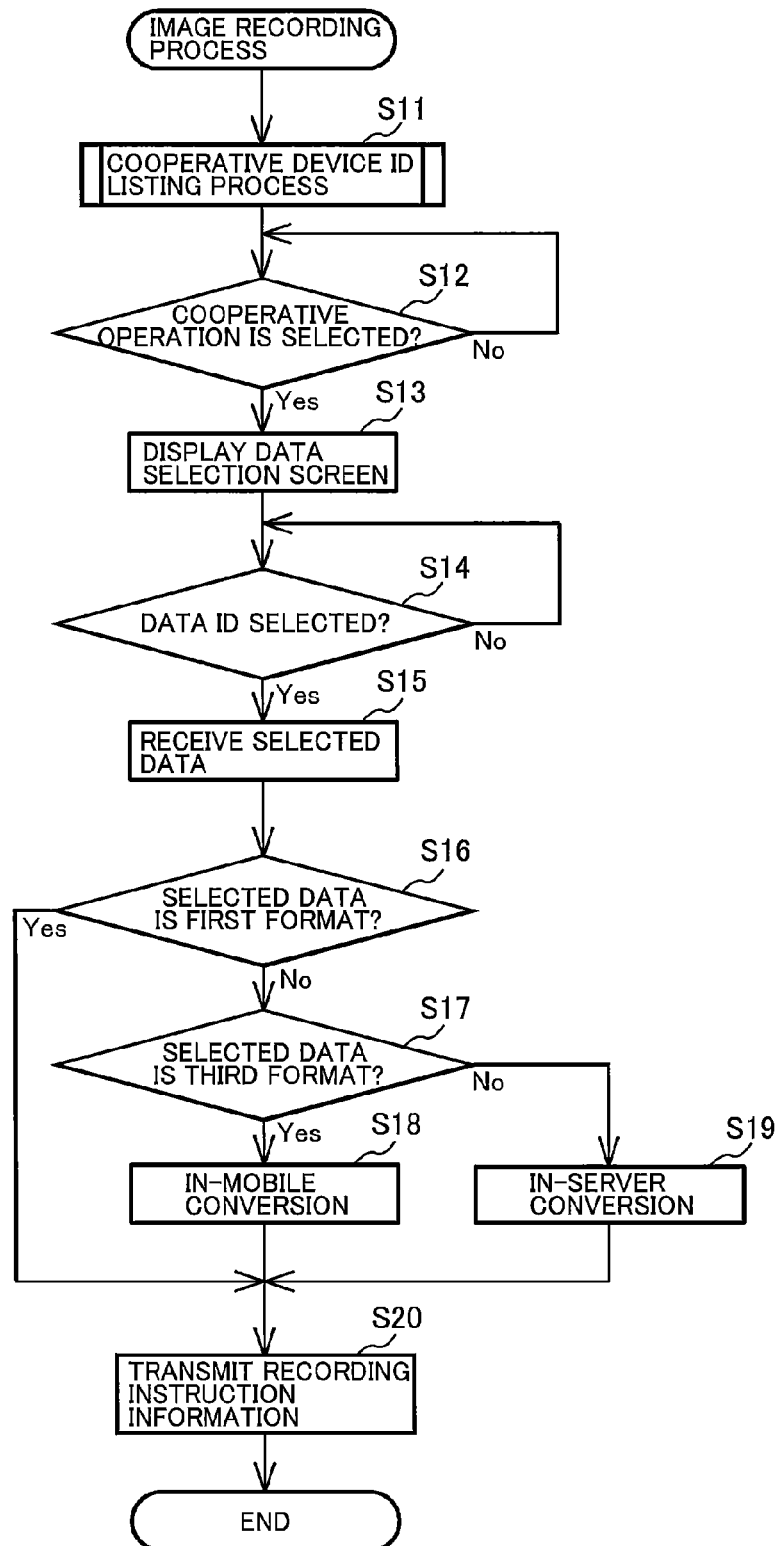 IMAGE RECORDING
PROCESS
S11
COOPERATIVE DEVICE ID
LISTING PROCESS
S12
COOPERATIVE
OPERATION IS SELECTED?
No
Yes
S13
DISPLAY DATA
SELECTION SCREEN
S14
DATA ID SELECTED?
No
Yes
S15
RECEIVE SELECTED
DATA
S16
SELECTED DATA
IS FIRST FORMAT?
Yes
No
S17
SELECTED DATA
IS THIRD FORMAT?
No
Yes
S18
IN-MOBILE
CONVERSION
S19
IN-SERVER
CONVERSION
S20
TRANSMIT RECORDING
INSTRUCTION
INFORMATION
END